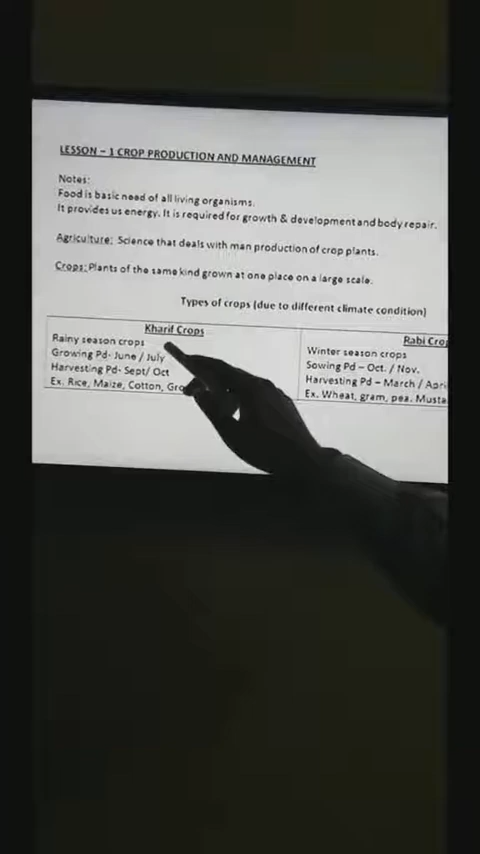 LESSON – 1 CROP PRODUCTION AND MANAGEMENT
Notes:
Food is basic need of all living organisms.
It provides us energy. It is required for growth & development and body repair.
Agriculture: Science that deals with man production of crop plants.
Crops: Plants of the same kind grown at one place on a large scale.
Types of crops (due to different climate condition)
Kharif Crops
Rainy season crops
Growing Pd- June / July
Harvesting Pd- Sept/ Oct
Ex. Rice, Maize, Cotton,
Rabi
Winter season crops
Sowing Pd – Oct. / Nov.
Harvesting Pd – March /
Ex. Wheat, gram, pea.